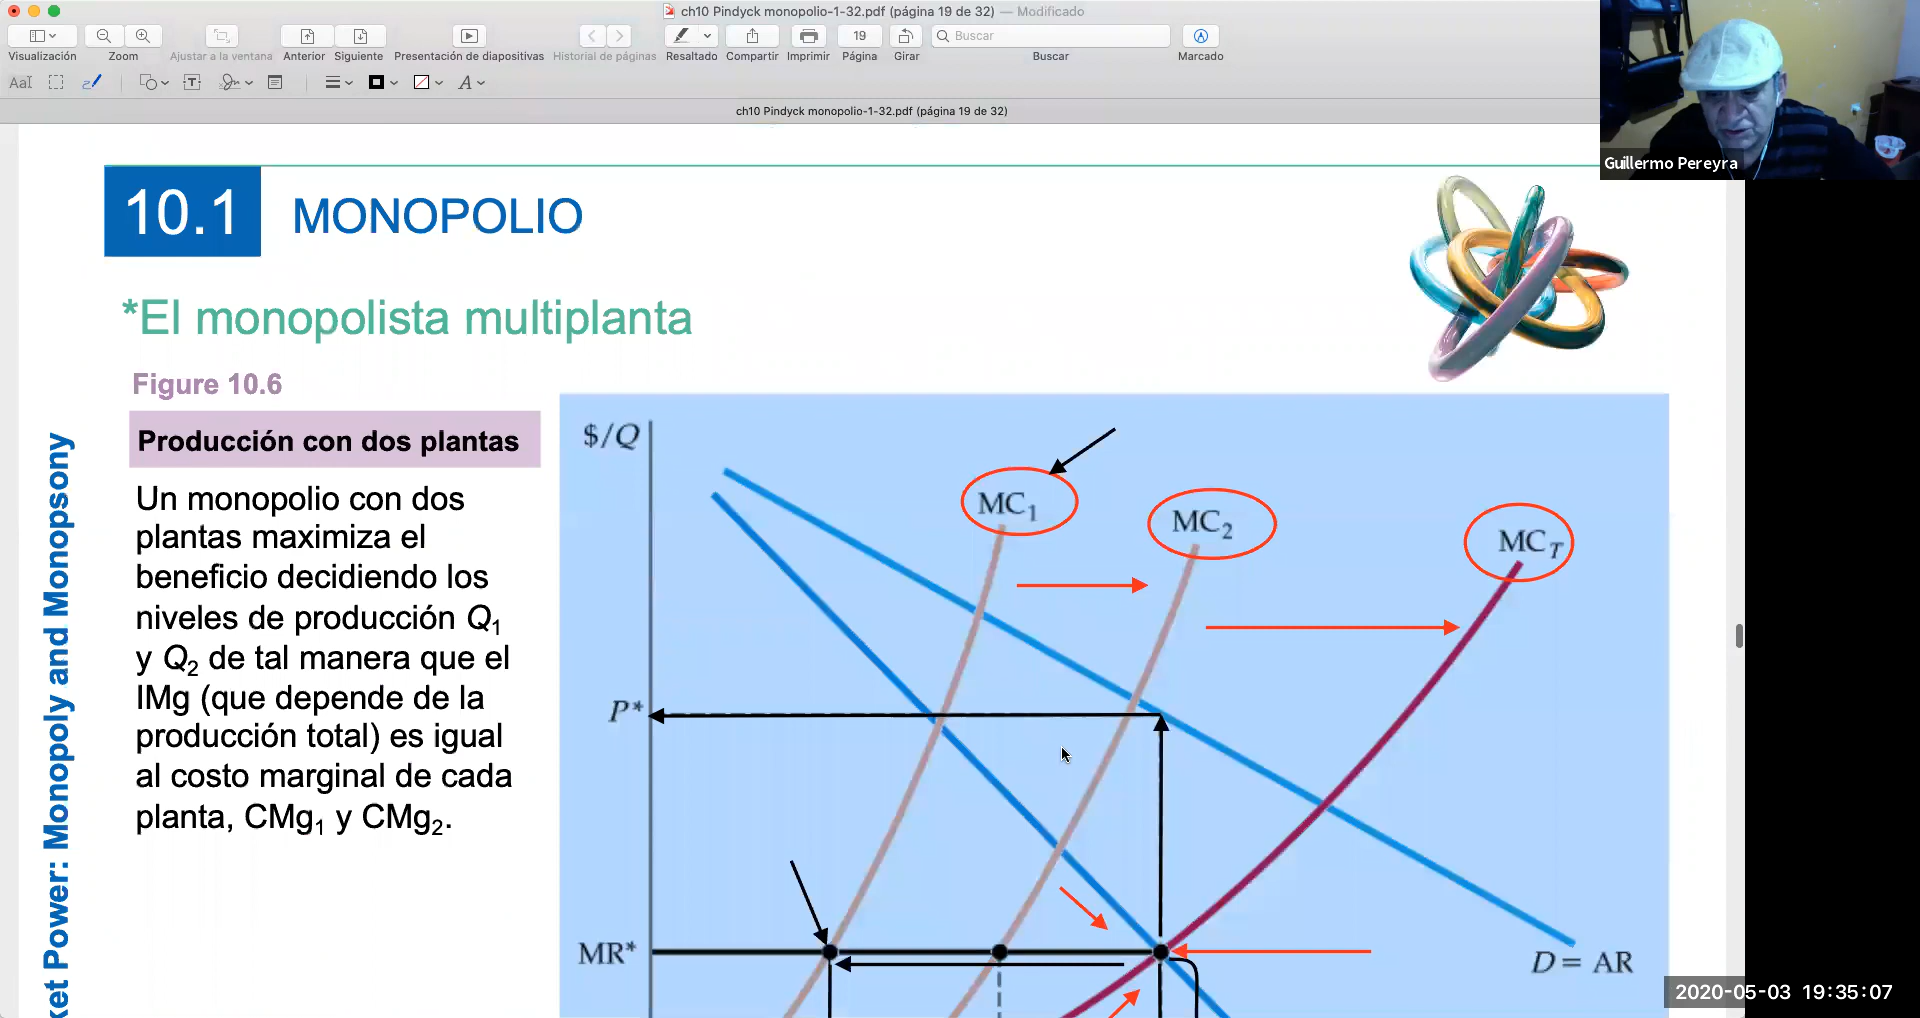 ch10 Pindyck monopolio-1-32.pdf (página 19 de 32) — Modificado
19
Buscar
Visualización
Zoom
Ajustar a la ventana
Anterior
Siguiente
Presentación de diapositivas
Historial de páginas
Resaltado
Compartir
Imprimir
Página
Girar
Buscar
Marcado
AaI
A
ch10 Pindyck monopolio-1-32.pdf (página 19 de 32)
Guillermo Pereyra
10.1 MONOPOLIO
*El monopolista multiplanta
Figure 10.6
Producción con dos plantas
Un monopolio con dos
plantas maximiza el
beneficio decidiendo los
niveles de producción Q1
y Q2 de tal manera que el
IMg (que depende de la
producción total) es igual
al costo marginal de cada
planta, CMg1 y CMg2.
ket Power: Monopoly and Monopsony
$/Q
MC1
MC2
MCT
P*
MR*
D = AR
2020-05-03 19:35:07